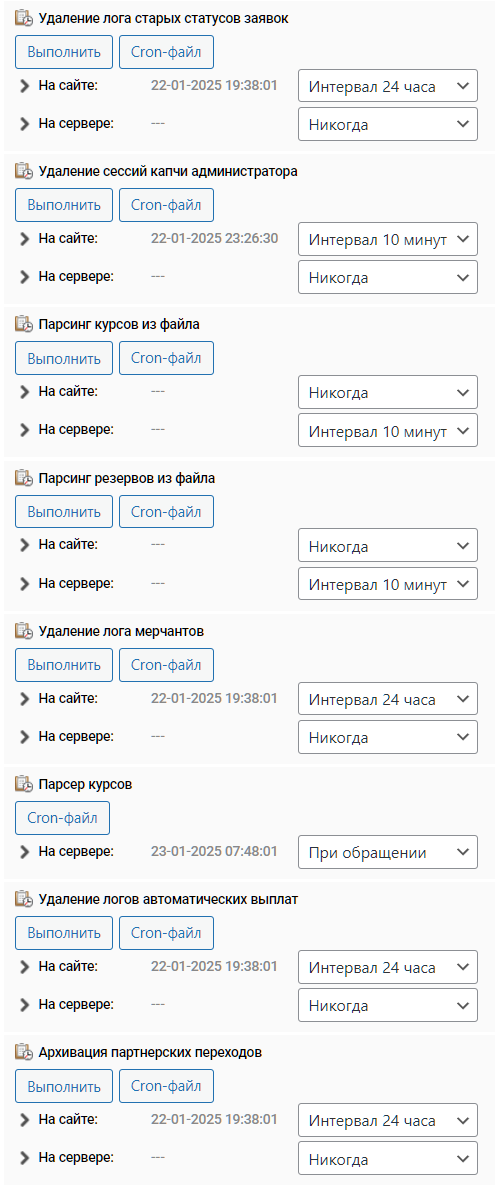 Удаление лога старых статусов заявок
Выполнить Cron-файл
На сайте: 22-01-2025 19:38:01 Интервал 24 часа
На сервере: --- Никогда
Удаление сессий капчи администратора
Выполнить Cron-файл
На сайте: 22-01-2025 23:26:30 Интервал 10 минут
На сервере: --- Никогда
Парсинг курсов из файла
Выполнить Cron-файл
На сайте: --- Никогда
На сервере: --- Интервал 10 минут
Парсинг резервов из файла
Выполнить Cron-файл
На сайте: --- Никогда
На сервере: --- Интервал 10 минут
Удаление лога мерчантов
Выполнить Cron-файл
На сайте: 22-01-2025 19:38:01 Интервал 24 часа
На сервере: --- Никогда
Парсер курсов
Cron-файл
На сервере: 23-01-2025 07:48:01 При обращении
Удаление логов автоматических выплат
Выполнить Cron-файл
На сайте: 22-01-2025 19:38:01 Интервал 24 часа
На сервере: --- Никогда
Архивация партнерских переходов
Выполнить Cron-файл
На сайте: 22-01-2025 19:38:01 Интервал 24 часа
На сервере: --- Никогда